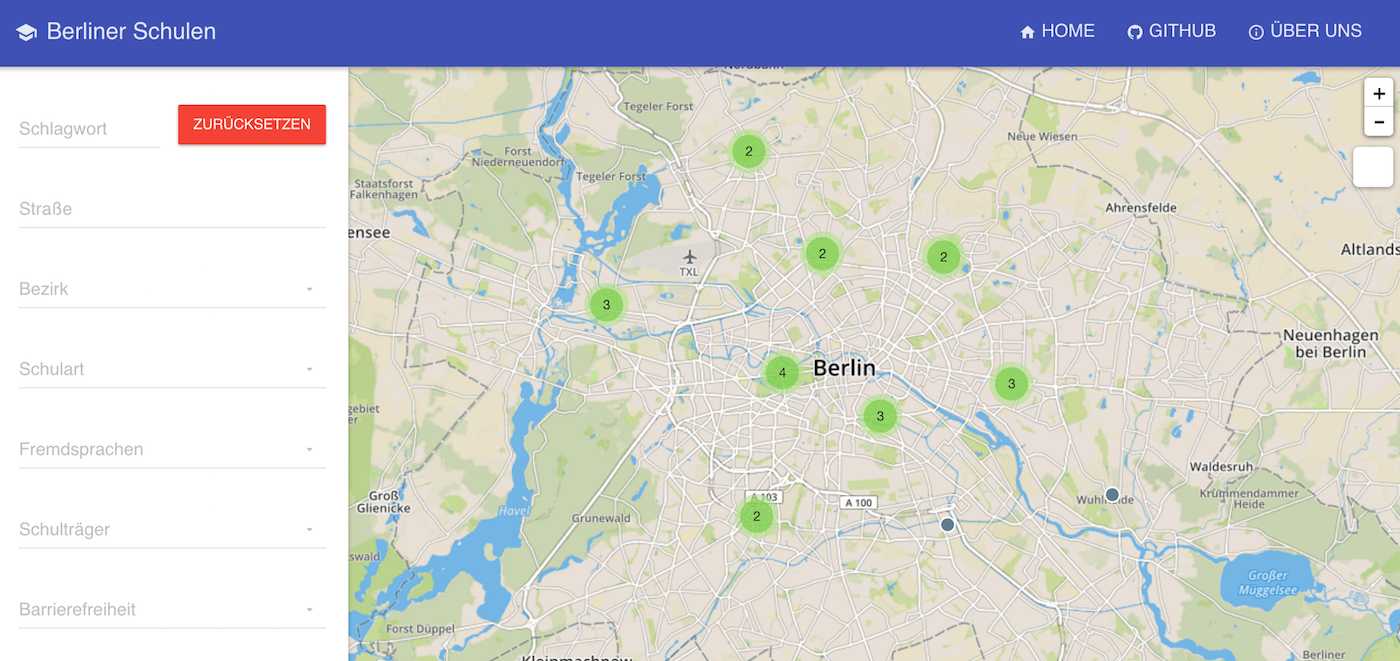 Berliner Schulen
HOME
GITHUB
ÜBER UNS
Schlagwort
ZURÜCKSETZEN
Straße
Bezirk
Schulart
Fremdsprachen
Schulträger
Barrierefreiheit
+
-
Tegeler Forst
Neue Wiesen
Forst
Niederneuendorf
2
Tegeler Forst
Staatsforst
Falkenhagen
Ahrensfelde
ensee
Altlands
2
2
TXL
3
Neuenhagen
bei Berlin
4
Berlin
3
3
gebiet
er
Waldesruh
Groß
Glienicke
A 103
A 100
Krummendammer
Heide
Havel
Grunewald
2
swald
Großer
Müggelsee
Forst Düppel
Kleinmachnow
Berliner